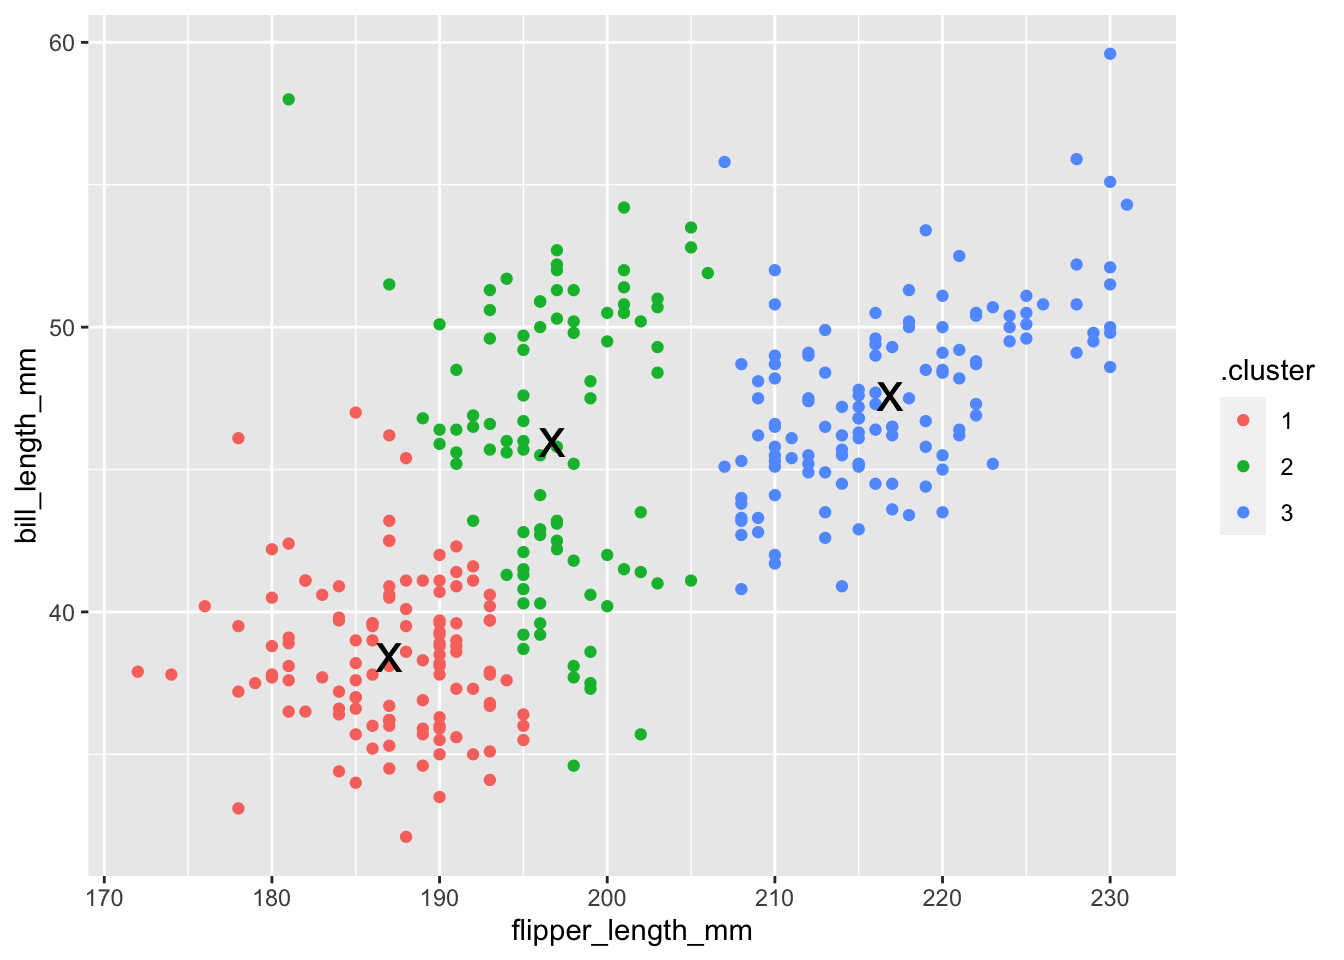 60
50
40
bill_length_mm
170 180 190 200 210 220 230
flipper_length_mm
.cluster
1
2
3
X
X
X